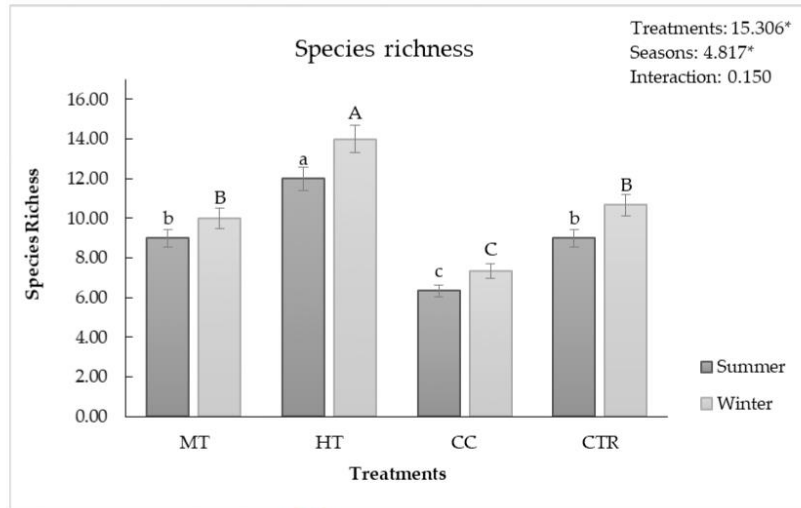 Treatments: 15.306*
Seasons: 4.817*
Interaction: 0.150
Species richness
Species Richess
16.00
14.00
12.00
10.00
8.00
6.00
4.00
2.00
0.00
b
B
a
A
c
C
b
B
Summer
Winter
MT HT CC CTR
Treatments